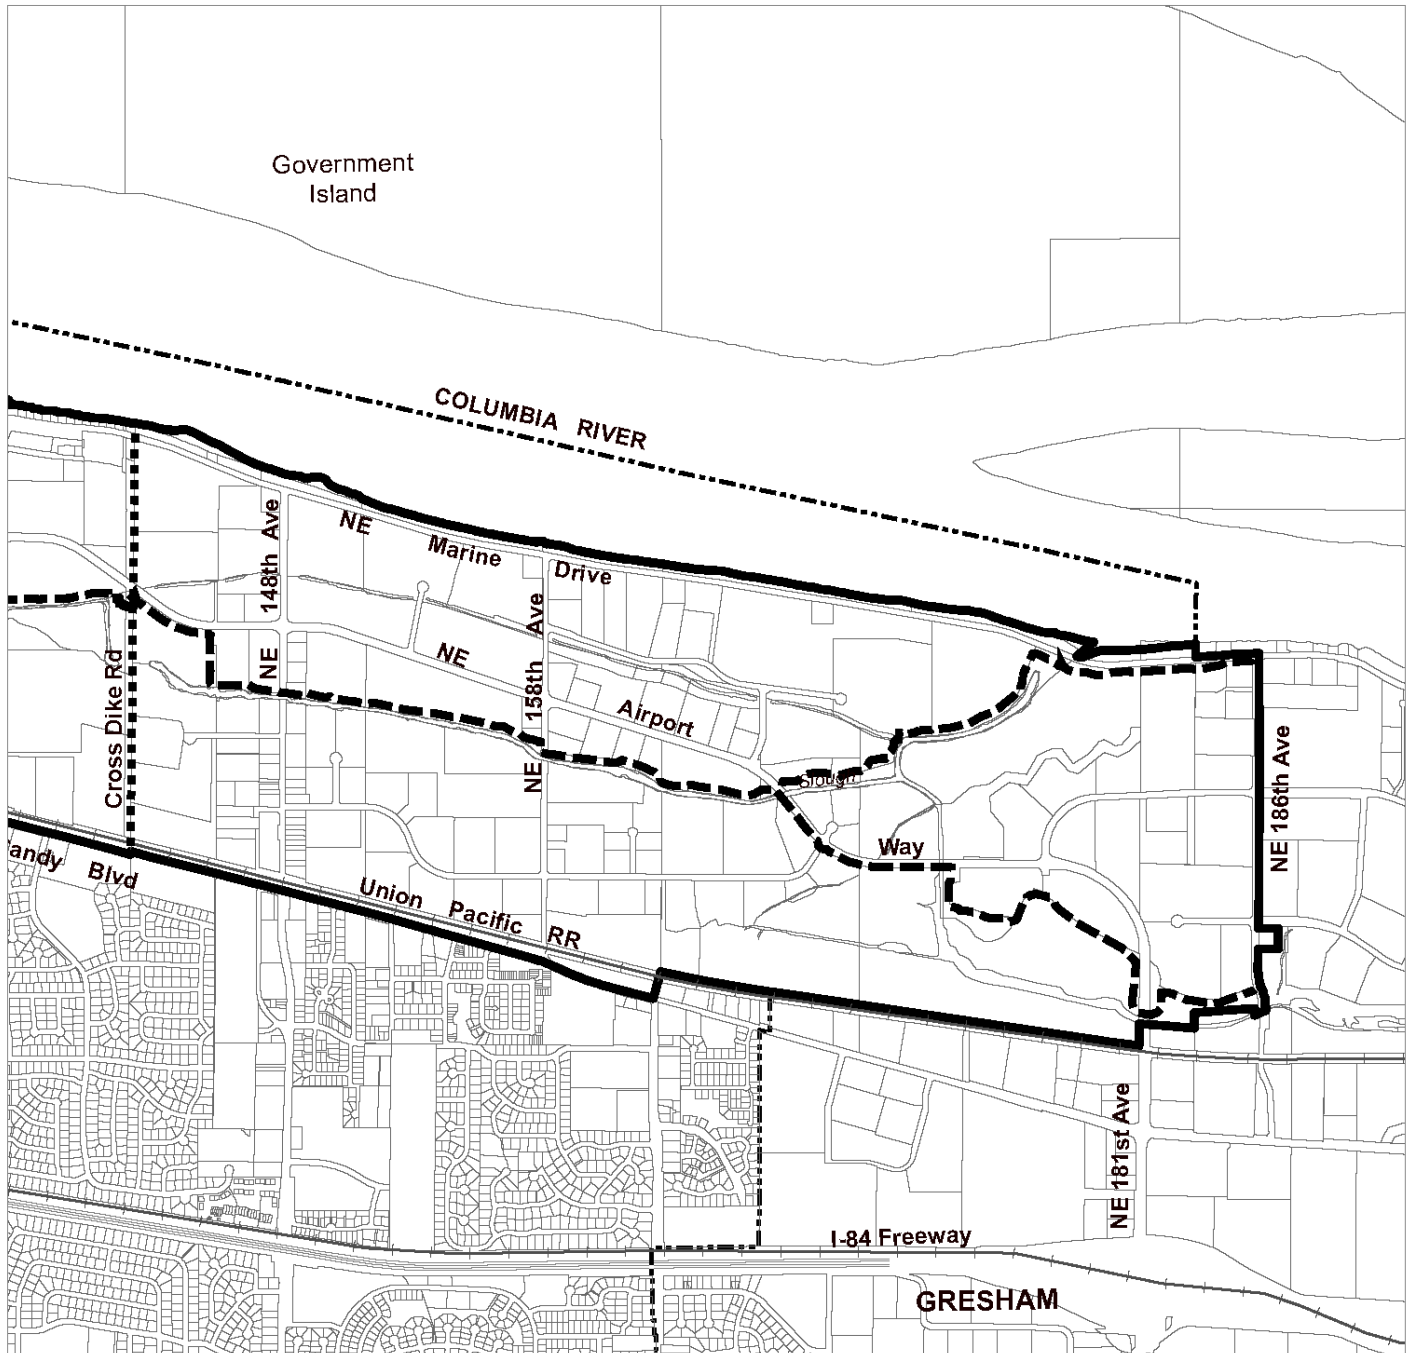 Government
Island
COLUMBIA RIVER
NE Marine Drive
NE 148th Ave
NE 158th Ave
NE Airport Way
Cross Dike Rd
Slough
NE 186th Ave
andy Blvd
Union Pacific RR
NE 181st Ave
I-84 Freeway
GRESHAM